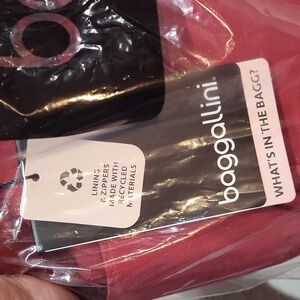 baggallini
WHAT'S IN THE BAGG?
LINING
& ZIPPERS
MADE WITH
RECYCLED
MATERIALS